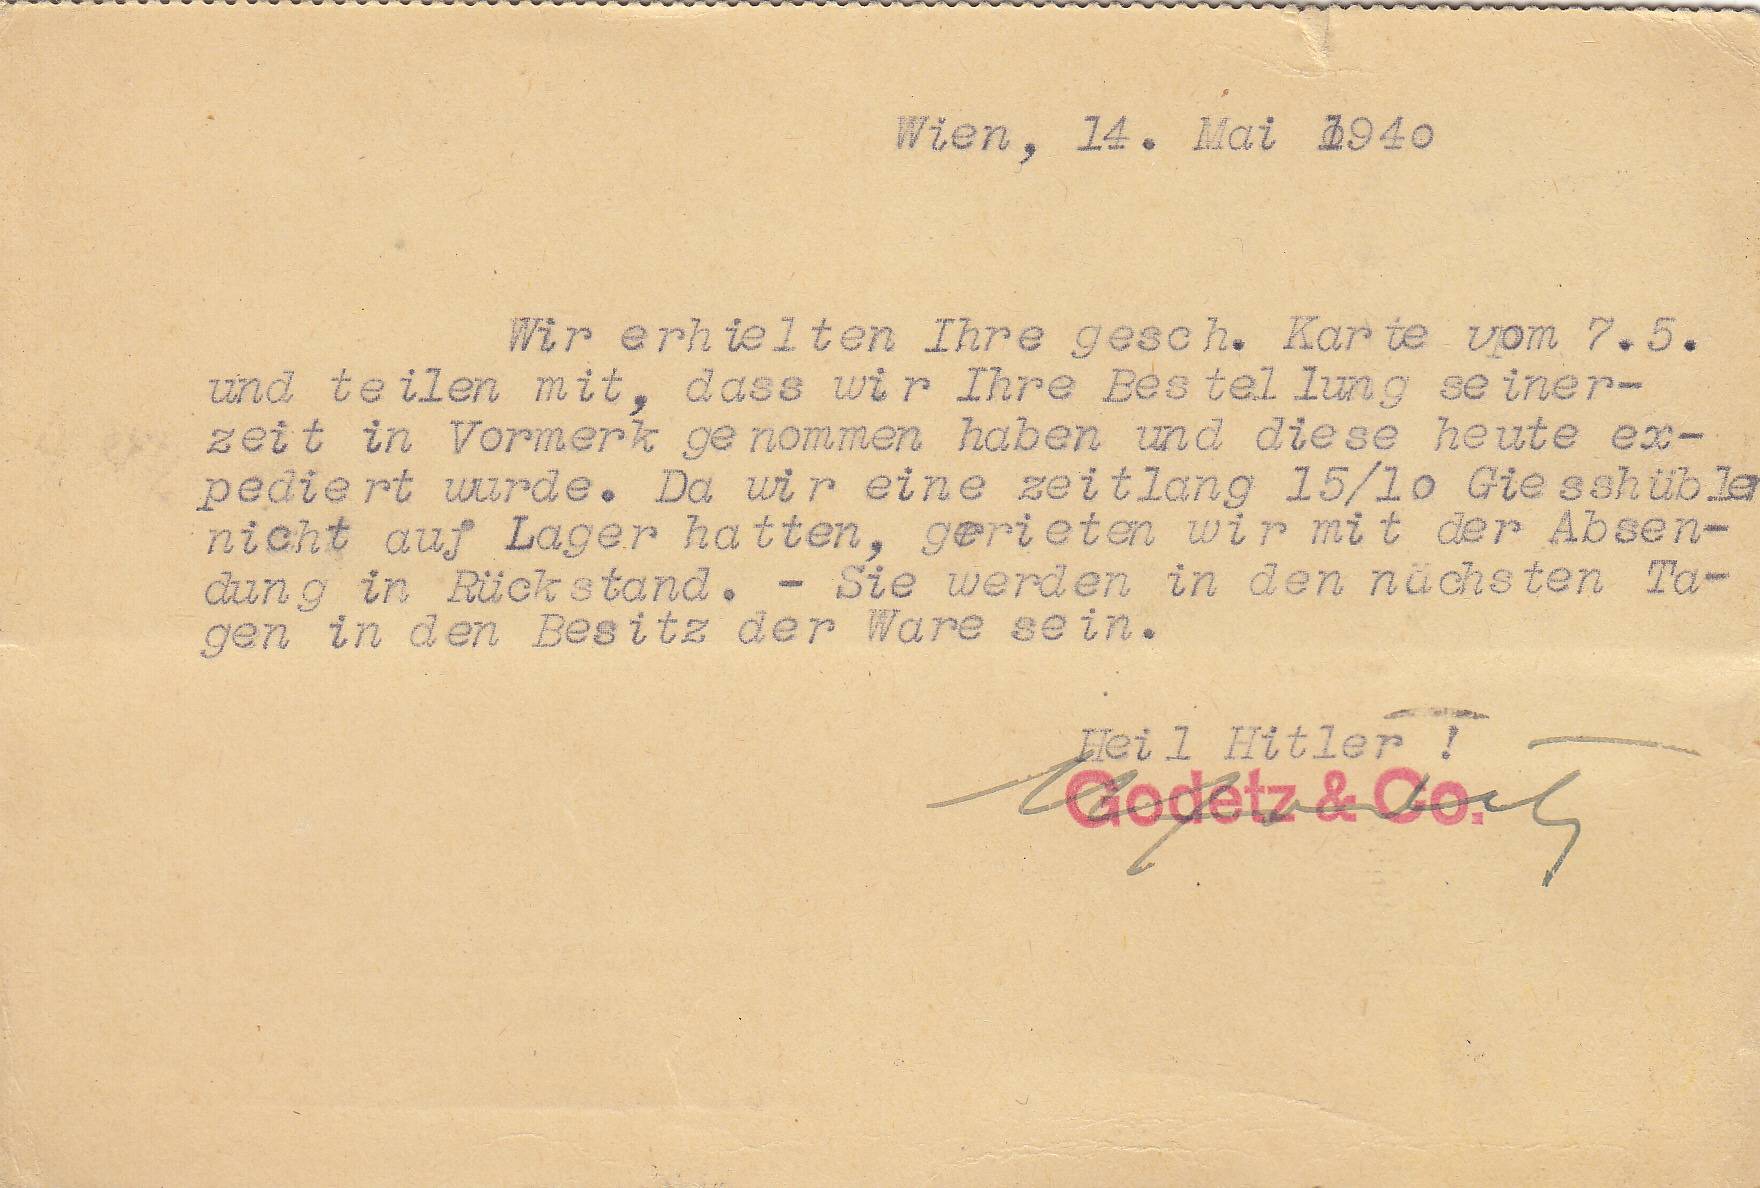 Wien, 14. Mai 1940
Wir erhielten Ihre gesch. Karte vom 7.5.
und teilen mit, dass wir Ihre Bestellung seiner-
zeit in Vormerk genommen haben und diese heute ex-
pediert wurde. Da wir eine zeitlang 15/10 Giesshübler
nicht auf Lager hatten, gerieten wir mit der Absen-
dung in Rückstand. - Sie werden in den nächsten Ta-
gen in den Besitz der Ware sein.
Heil Hitler !
Godetz & Co.